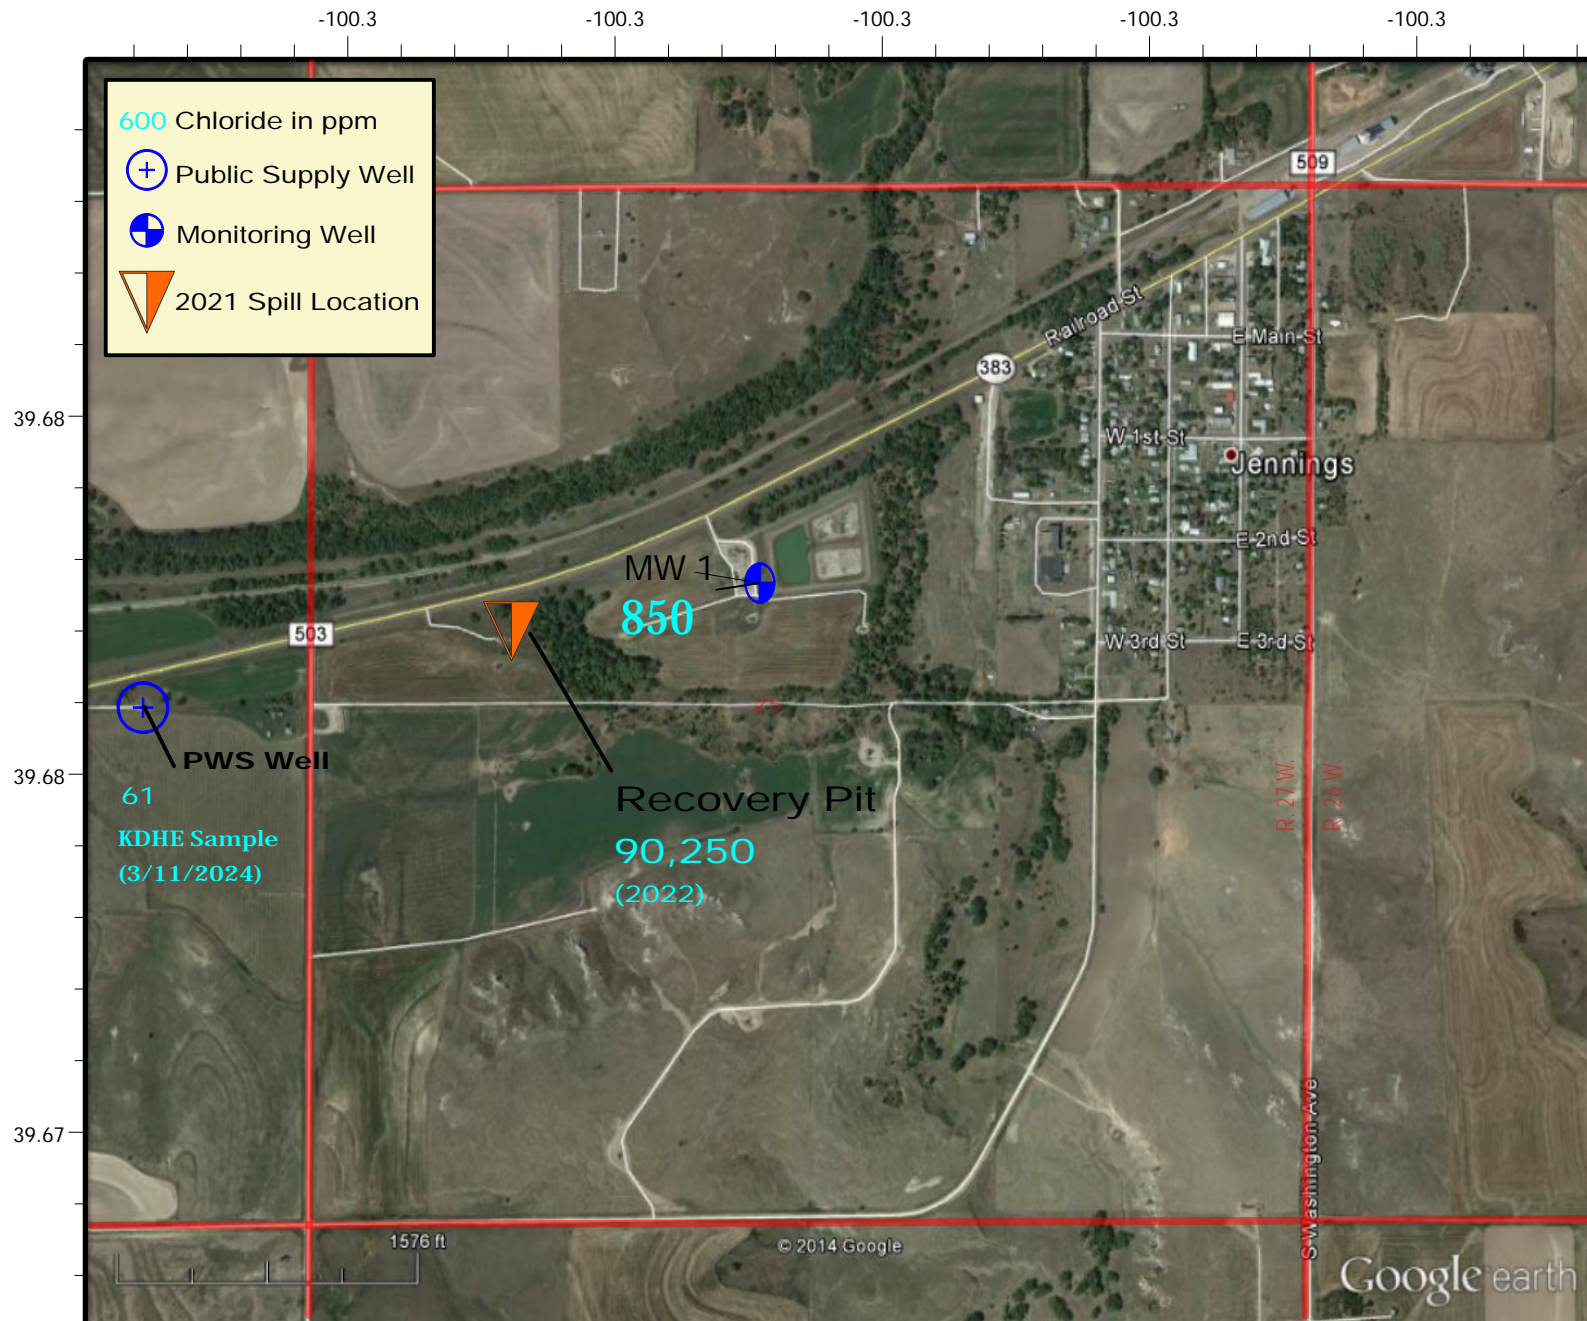 -100.3
-100.3
-100.3
-100.3
-100.3
600 Chloride in ppm
Public Supply Well
Monitoring Well
2021 Spill Location
509
Railroad St
E Main St
383
39.68
W 1st St
Jennings
E 2nd St
MW 1
850
503
W 3rd St
E 3rd St
25
PWS Well
39.68
61
Recovery Pit
KDHE Sample
(3/11/2024)
90,250
(2022)
R. 27 W.
R. 26 W.
39.67
S Washington Ave
1576 ft
© 2014 Google
Google earth